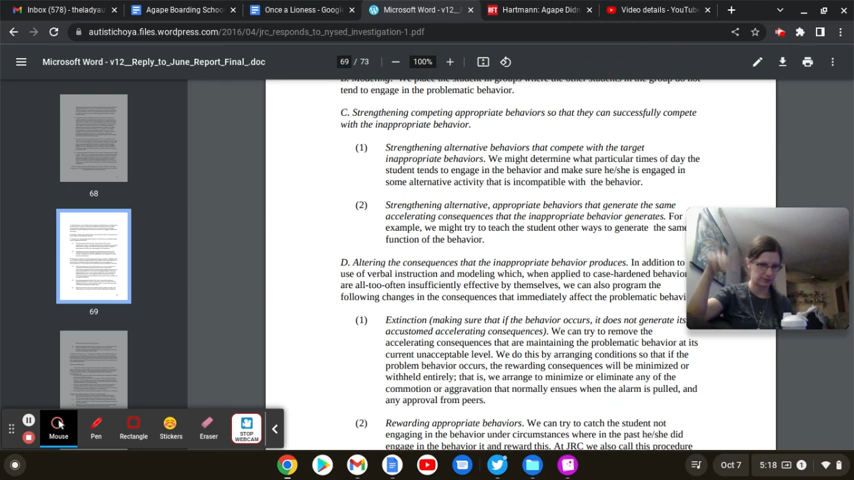 Inbox (578) - theladyau
Agape Boarding Schoo
Once a Lioness - Google
Microsoft Word - v12_
Hartmann: Agape Didn
Video details - YouTube
autistichoya.files.wordpress.com/2016/04/jrc_responds_to_nysed_investigation-1.pdf
Microsoft Word - v12__Reply_to_June_Report_Final_.doc
69 / 73
100%
tend to engage in the problematic behavior.
C. Strengthening competing appropriate behaviors so that they can successfully compete
with the inappropriate behavior.
(1) Strengthening alternative behaviors that compete with the target
inappropriate behaviors. We might determine what particular times of day the
student tends to engage in the behavior and make sure he/she is engaged in
some alternative activity that is incompatible with the behavior.
(2) Strengthening alternative, appropriate behaviors that generate the same
accelerating consequences that the inappropriate behavior generates. For
example, we might try to teach the student other ways to generate the same
function of the behavior.
D. Altering the consequences that the inappropriate behavior produces. In addition to
use of verbal instruction and modeling which, when applied to case-hardened behavio
are all-too-often insufficiently effective by themselves, we can also program the
following changes in the consequences that immediately affect the problematic behavi
(1) Extinction (making sure that if the behavior occurs, it does not generate its
accustomed accelerating consequences). We can try to remove the
accelerating consequences that are maintaining the problematic behavior at its
current unacceptable level. We do this by arranging conditions so that if the
problem behavior occurs, the rewarding consequences will be minimized or
withheld entirely; that is, we arrange to minimize or eliminate any of the
commotion or aggravation that normally ensues when the alarm is pulled, and
any approval from peers.
(2) Rewarding appropriate behaviors. We can try to catch the student not
engaging in the behavior under circumstances where in the past he/she did
engage in the behavior it and reward this. At JRC we also call this procedure
68
69
Mouse
Pen
Rectangle
Stickers
Eraser
STOP
WEBCAM
Oct 7
5:18